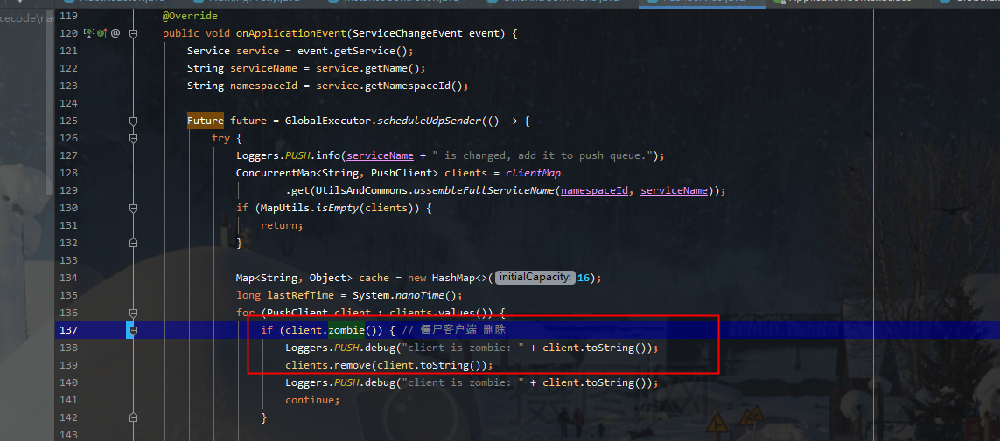 119 @Override
120 @ public void onApplicationEvent(ServiceChangeEvent event) {
cecode\na
121 Service service = event.getService();
122 String serviceName = service.getName();
123 String namespaceId = service.getNamespaceId();
124
125 Future future = GlobalExecutor.scheduleUdpSender(() -> {
126 try {
127 Loggers.PUSH.info(serviceName + " is changed, add it to push queue.");
128 ConcurrentMap<String, PushClient> clients = clientMap
129 .get(UtilsAndCommons.assembleFullServiceName(namespaceId, serviceName));
130 if (MapUtils.isEmpty(clients)) {
131 return;
132 }
133
134 Map<String, Object> cache = new HashMap<>( initialCapacity: 16);
135 long lastRefTime = System.nanoTime();
136 for (PushClient client : clients.values()) {
137 if (client.zombie()) { // 僵尸客户端 删除
138 Loggers.PUSH.debug("client is zombie: " + client.toString());
139 clients.remove(client.toString());
140 Loggers.PUSH.debug("client is zombie: " + client.toString());
141 continue;
142 }
143